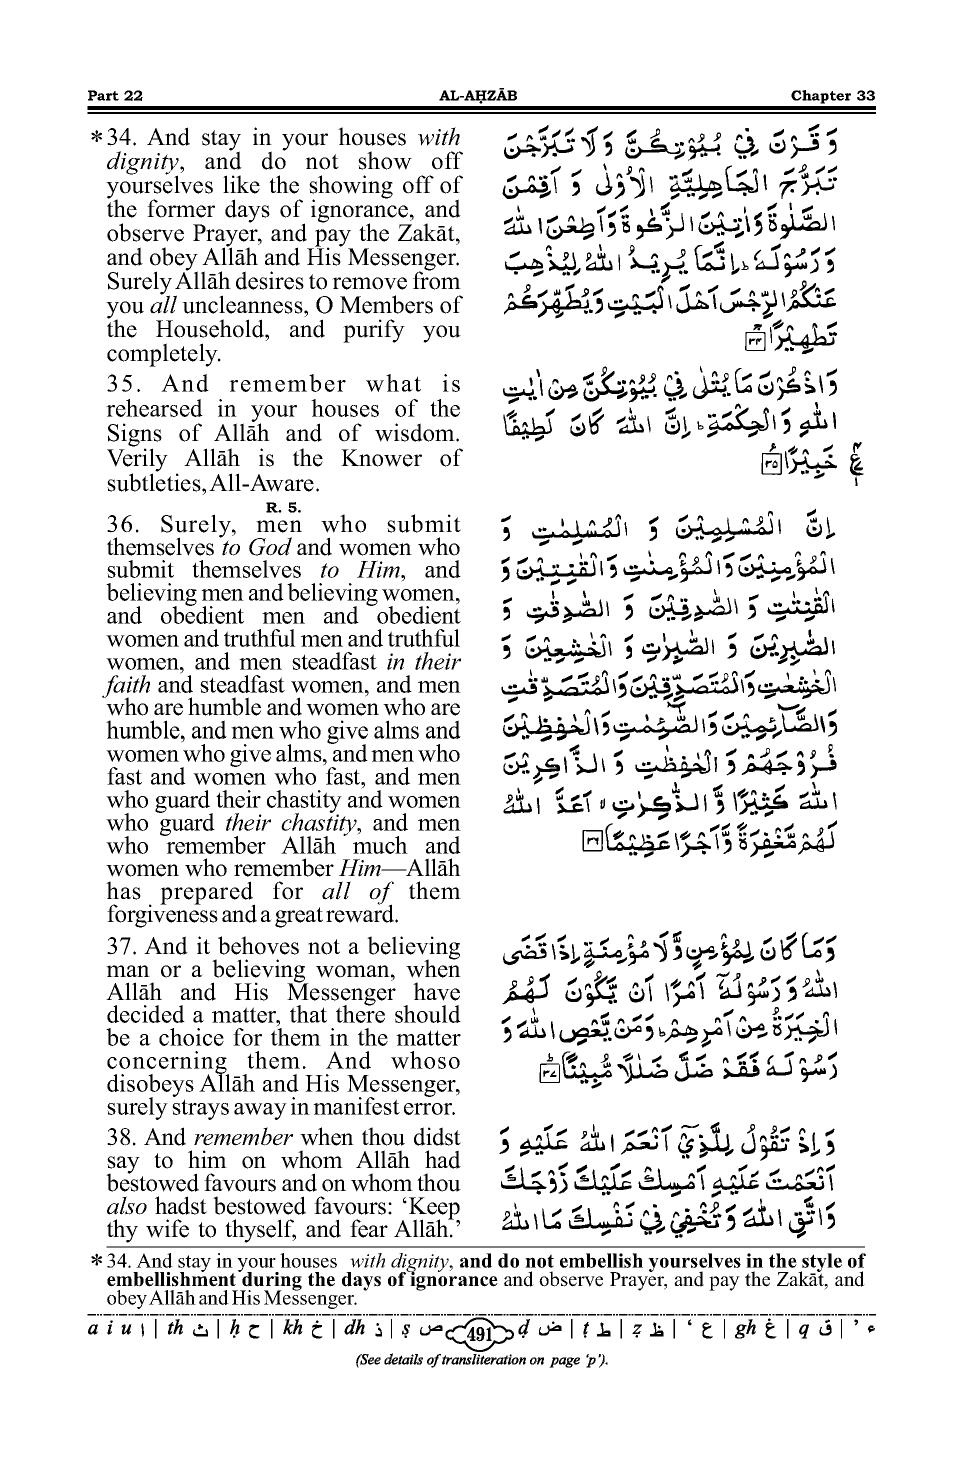 Part 22 AL-AḤZĀB Chapter 33
*34. And stay in your houses with
dignity, and do not show off
yourselves like the showing off of
the former days of ignorance, and
observe Prayer, and pay the Zakāt,
and obey Allāh and His Messenger.
Surely Allāh desires to remove from
you all uncleanness, O Members of
the Household, and purify you
completely.
وَ قَرْنَ فِيْ بُيُوْتِكُنَّ وَ لَا تَبَرَّجْنَ
تَبَرُّجَ الْجَاهِلِيَّةِ الْاُوْلٰى وَ اَقِمْنَ
الصَّلٰوةَ وَاٰتِيْنَ الزَّكٰوةَ وَاَطِعْنَ اللّٰهَ
وَ رَسُوْلَهٗ ؕ اِنَّمَا يُرِيْدُ اللّٰهُ لِيُذْهِبَ
عَنْكُمُ الرِّجْسَ اَهْلَ الْبَيْتِ وَيُطَهِّرَكُمْ
تَطْهِيْرًا ۚ﴿۳۴﴾
35. And remember what is
rehearsed in your houses of the
Signs of Allāh and of wisdom.
Verily Allāh is the Knower of
subtleties, All-Aware.
وَاذْكُرْنَ مَا يُتْلٰى فِيْ بُيُوْتِكُنَّ مِنْ اٰيٰتِ
اللّٰهِ وَ الْحِكْمَةِ ؕ اِنَّ اللّٰهَ كَانَ لَطِيْفًا
خَبِيْرًا ﴿۳۵﴾ ع
R. 5.
36. Surely, men who submit
themselves to God and women who
submit themselves to Him, and
believing men and believing women,
and obedient men and obedient
women and truthful men and truthful
women, and men steadfast in their
faith and steadfast women, and men
who are humble and women who are
humble, and men who give alms and
women who give alms, and men who
fast and women who fast, and men
who guard their chastity and women
who guard their chastity, and men
who remember Allāh much and
women who remember Him—Allāh
has prepared for all of them
forgiveness and a great reward.
اِنَّ الْمُسْلِمِيْنَ وَ الْمُسْلِمٰتِ وَ
الْمُؤْمِنِيْنَ وَالْمُؤْمِنٰتِ وَالْقٰنِتِيْنَ وَ
الْقٰنِتٰتِ وَ الصّٰدِقِيْنَ وَ الصّٰدِقٰتِ وَ
الصّٰبِرِيْنَ وَ الصّٰبِرٰتِ وَ الْخٰشِعِيْنَ وَ
الْخٰشِعٰتِ وَالْمُتَصَدِّقِيْنَ وَالْمُتَصَدِّقٰتِ
وَالصَّآئِمِيْنَ وَالصّٰٓئِمٰتِ وَالْحٰفِظِيْنَ
فُرُوْجَهُمْ وَ الْحٰفِظٰتِ وَ الذَّاكِرِيْنَ
اللّٰهَ كَثِيْرًا وَّ الذّٰكِرٰتِ ۙ اَعَدَّ اللّٰهُ
لَهُمْ مَّغْفِرَةً وَّاَجْرًا عَظِيْمًا ﴿۳۶﴾
37. And it behoves not a believing
man or a believing woman, when
Allāh and His Messenger have
decided a matter, that there should
be a choice for them in the matter
concerning them. And whoso
disobeys Allāh and His Messenger,
surely strays away in manifest error.
وَمَا كَانَ لِمُؤْمِنٍ وَّلَا مُؤْمِنَةٍ اِذَا قَضَى
اللّٰهُ وَ رَسُوْلُهٗٓ اَمْرًا اَنْ يَّكُوْنَ لَهُمُ
الْخِيَرَةُ مِنْ اَمْرِهِمْ ؕ وَمَنْ يَّعْصِ اللّٰهَ وَ
رَسُوْلَهٗ فَقَدْ ضَلَّ ضَلٰلًا مُّبِيْنًا ؕ﴿۳۷﴾
38. And remember when thou didst
say to him on whom Allāh had
bestowed favours and on whom thou
also hadst bestowed favours: ‘Keep
thy wife to thyself, and fear Allāh.’
وَ اِذْ تَقُوْلُ لِلَّذِيْٓ اَنْعَمَ اللّٰهُ عَلَيْهِ وَ
اَنْعَمْتَ عَلَيْهِ اَمْسِكْ عَلَيْكَ زَوْجَكَ
وَاتَّقِ اللّٰهَ وَ تُخْفِيْ فِيْ نَفْسِكَ مَا اللّٰهُ
*34. And stay in your houses with dignity, and do not embellish yourselves in the style of
embellishment during the days of ignorance and observe Prayer, and pay the Zakāt, and
obey Allāh and His Messenger.
a i u ا | th ث | ḥ ح | kh خ | dh ذ | ṣ ص 491 ḍ ض | ṭ ط | ẓ ظ | ‘ ع | gh غ | q ق | ’ ء
(See details of transliteration on page ‘p’).